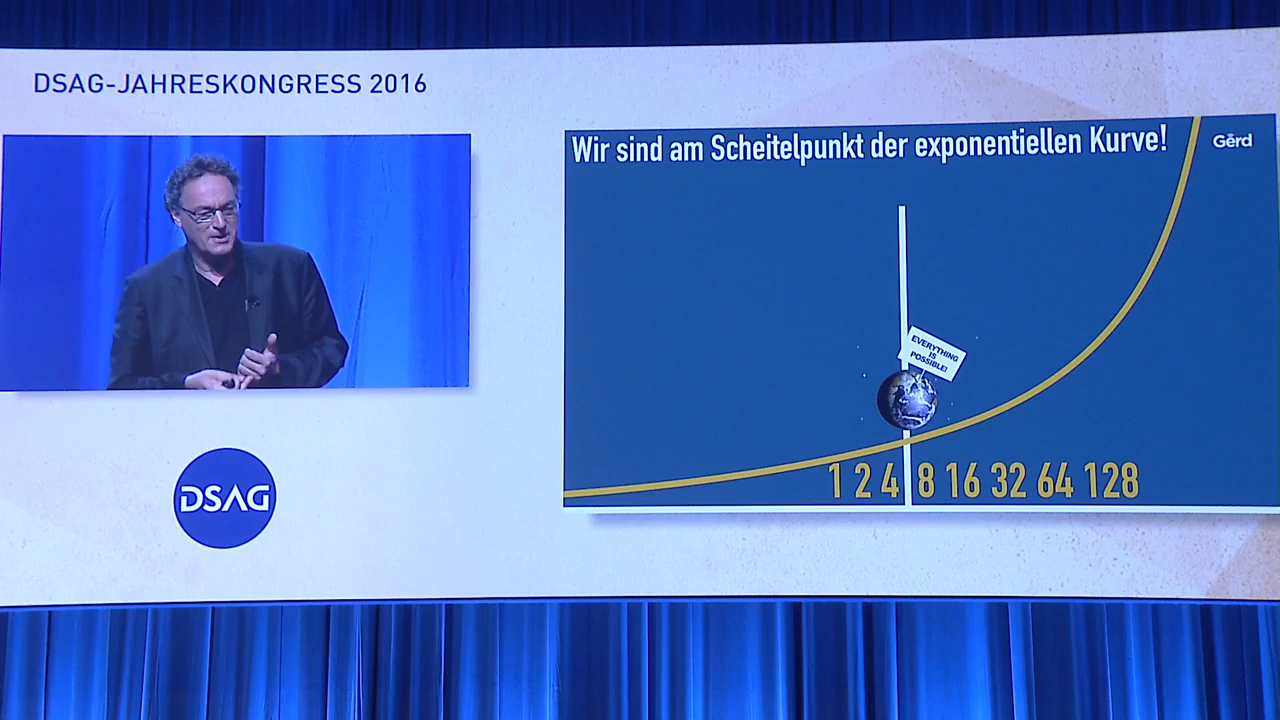 DSAG-JAHRESKONGRESS 2016
Wir sind am Scheitelpunkt der exponentiellen Kurve!
Gerd
EVERYTHING
IS
POSSIBLE!
1 2 4 8 16 32 64 128
DSAG